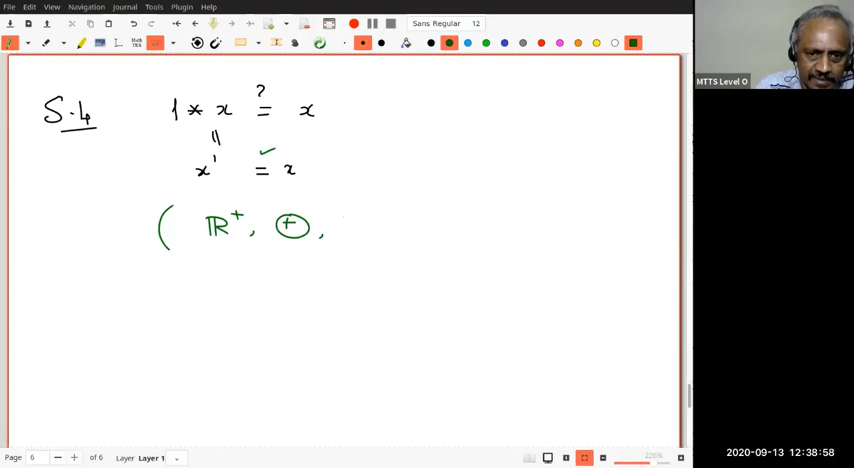 File Edit View Navigation Journal Tools Plugin Help
Sans Regular 12
MTTS Level O
S.4 1 * x ?= x
||
x¹ ✓= x
( ℝ⁺, ⊕,
Page 6 of 6 Layer Layer 1 226%
2020-09-13 12:38:58